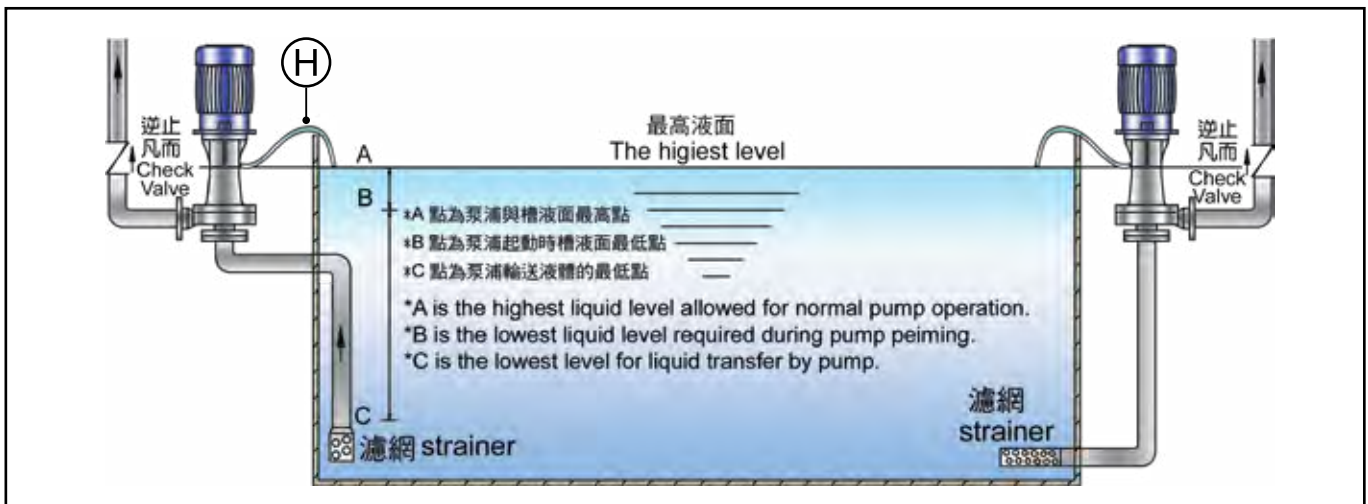 H
逆止
凡而
Check
Valve
A
B
C
最高液面
The higiest level
*A 點為泵浦與槽液面最高點
*B 點為泵浦起動時槽液面最低點
*C 點為泵浦輸送液體的最低點
*A is the highest liquid level allowed for normal pump operation.
*B is the lowest liquid level required during pump peiming.
*C is the lowest level for liquid transfer by pump.
濾網 strainer
逆止
凡而
Check
Valve
濾網
strainer